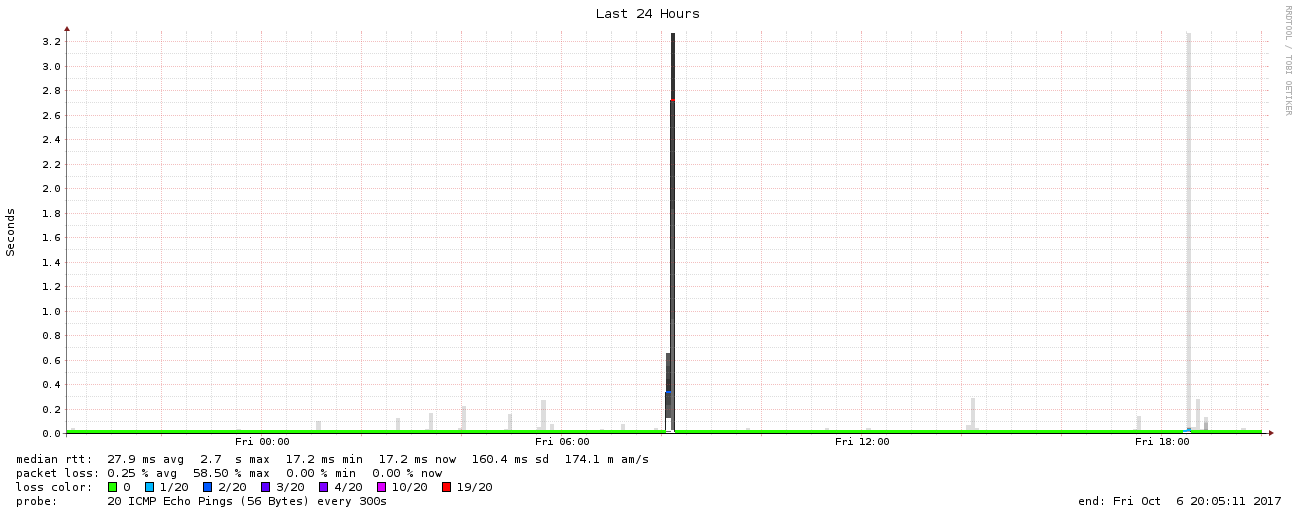 Last 24 Hours
RRDTOOL / TOBI OETIKER
Seconds
3.2
3.0
2.8
2.6
2.4
2.2
2.0
1.8
1.6
1.4
1.2
1.0
0.8
0.6
0.4
0.2
0.0
Fri 00:00 Fri 06:00 Fri 12:00 Fri 18:00
median rtt: 27.9 ms avg 2.7 s max 17.2 ms min 17.2 ms now 160.4 ms sd 174.1 m am/s
packet loss: 0.25 % avg 58.50 % max 0.00 % min 0.00 % now
loss color: 0 1/20 2/20 3/20 4/20 10/20 19/20
probe: 20 ICMP Echo Pings (56 Bytes) every 300s end: Fri Oct 6 20:05:11 2017